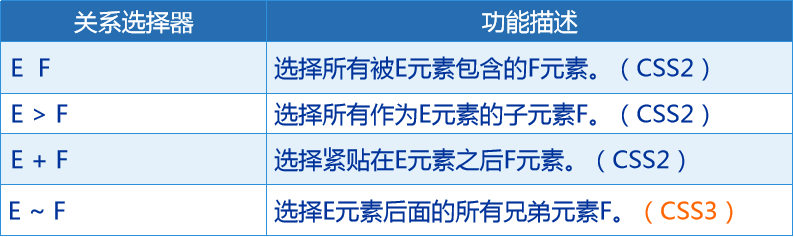 关系选择器 功能描述
E F 选择所有被E元素包含的F元素。（CSS2）
E > F 选择所有作为E元素的子元素F。（CSS2）
E + F 选择紧贴在E元素之后F元素。（CSS2）
E ~ F 选择E元素后面的所有兄弟元素F。（CSS3）